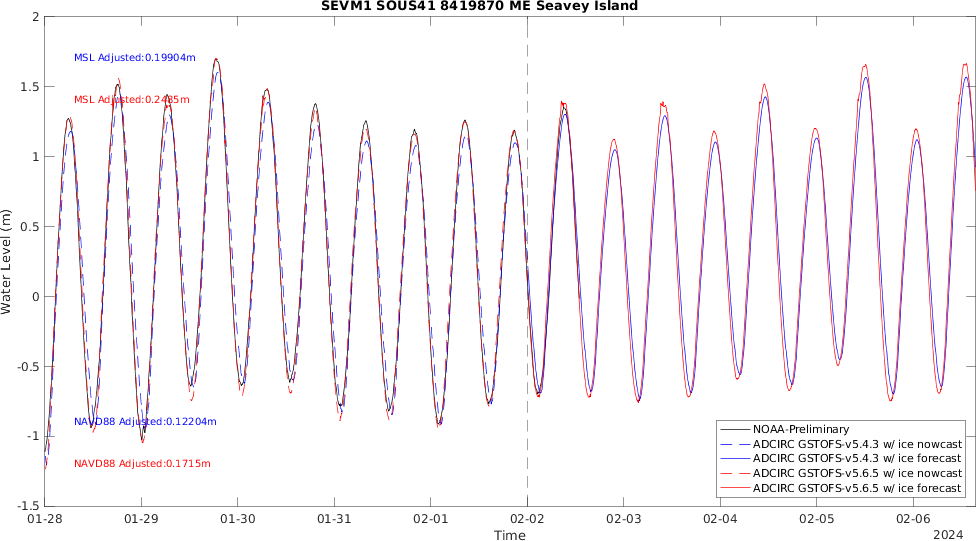 SEVM1 SOUS41 8419870 ME Seavey Island
2
1.5
1
0.5
0
-0.5
-1
-1.5
Water Level (m)
MSL Adjusted:0.19904m
MSL Adjusted:0.2485m
NAVD88 Adjusted:0.12204m
NAVD88 Adjusted:0.1715m
NOAA-Preliminary
ADCIRC GSTOFS-v5.4.3 w/ ice nowcast
ADCIRC GSTOFS-v5.4.3 w/ ice forecast
ADCIRC GSTOFS-v5.6.5 w/ ice nowcast
ADCIRC GSTOFS-v5.6.5 w/ ice forecast
01-28 01-29 01-30 01-31 02-01 02-02 02-03 02-04 02-05 02-06
Time
2024